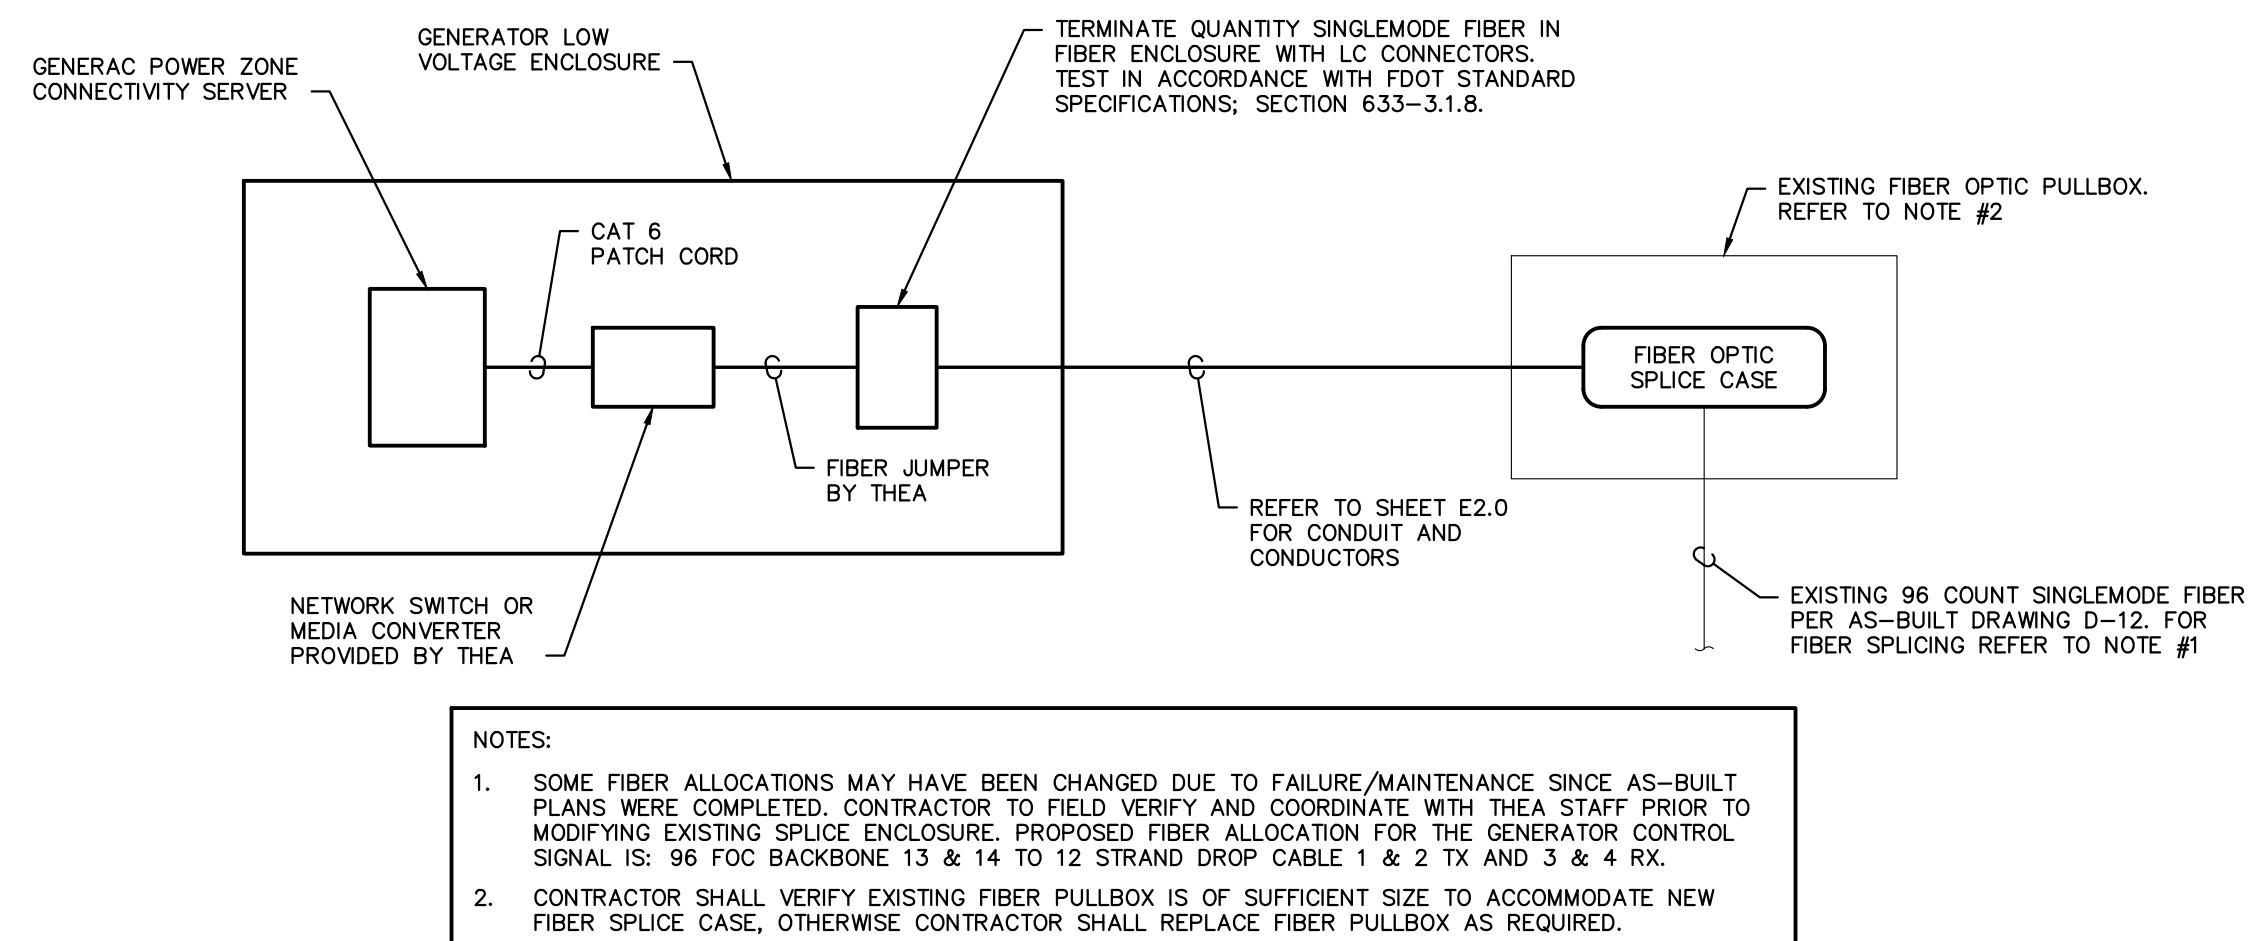 GENERAC POWER ZONE
CONNECTIVITY SERVER
GENERATOR LOW
VOLTAGE ENCLOSURE
TERMINATE QUANTITY SINGLEMODE FIBER IN
FIBER ENCLOSURE WITH LC CONNECTORS.
TEST IN ACCORDANCE WITH FDOT STANDARD
SPECIFICATIONS; SECTION 633-3.1.8.
EXISTING FIBER OPTIC PULLBOX.
REFER TO NOTE #2
CAT 6
PATCH CORD
FIBER OPTIC
SPLICE CASE
FIBER JUMPER
BY THEA
REFER TO SHEET E2.0
FOR CONDUIT AND
CONDUCTORS
NETWORK SWITCH OR
MEDIA CONVERTER
PROVIDED BY THEA
EXISTING 96 COUNT SINGLEMODE FIBER
PER AS-BUILT DRAWING D-12. FOR
FIBER SPLICING REFER TO NOTE #1
NOTES:
1. SOME FIBER ALLOCATIONS MAY HAVE BEEN CHANGED DUE TO FAILURE/MAINTENANCE SINCE AS-BUILT
PLANS WERE COMPLETED. CONTRACTOR TO FIELD VERIFY AND COORDINATE WITH THEA STAFF PRIOR TO
MODIFYING EXISTING SPLICE ENCLOSURE. PROPOSED FIBER ALLOCATION FOR THE GENERATOR CONTROL
SIGNAL IS: 96 FOC BACKBONE 13 & 14 TO 12 STRAND DROP CABLE 1 & 2 TX AND 3 & 4 RX.
2. CONTRACTOR SHALL VERIFY EXISTING FIBER PULLBOX IS OF SUFFICIENT SIZE TO ACCOMMODATE NEW
FIBER SPLICE CASE, OTHERWISE CONTRACTOR SHALL REPLACE FIBER PULLBOX AS REQUIRED.